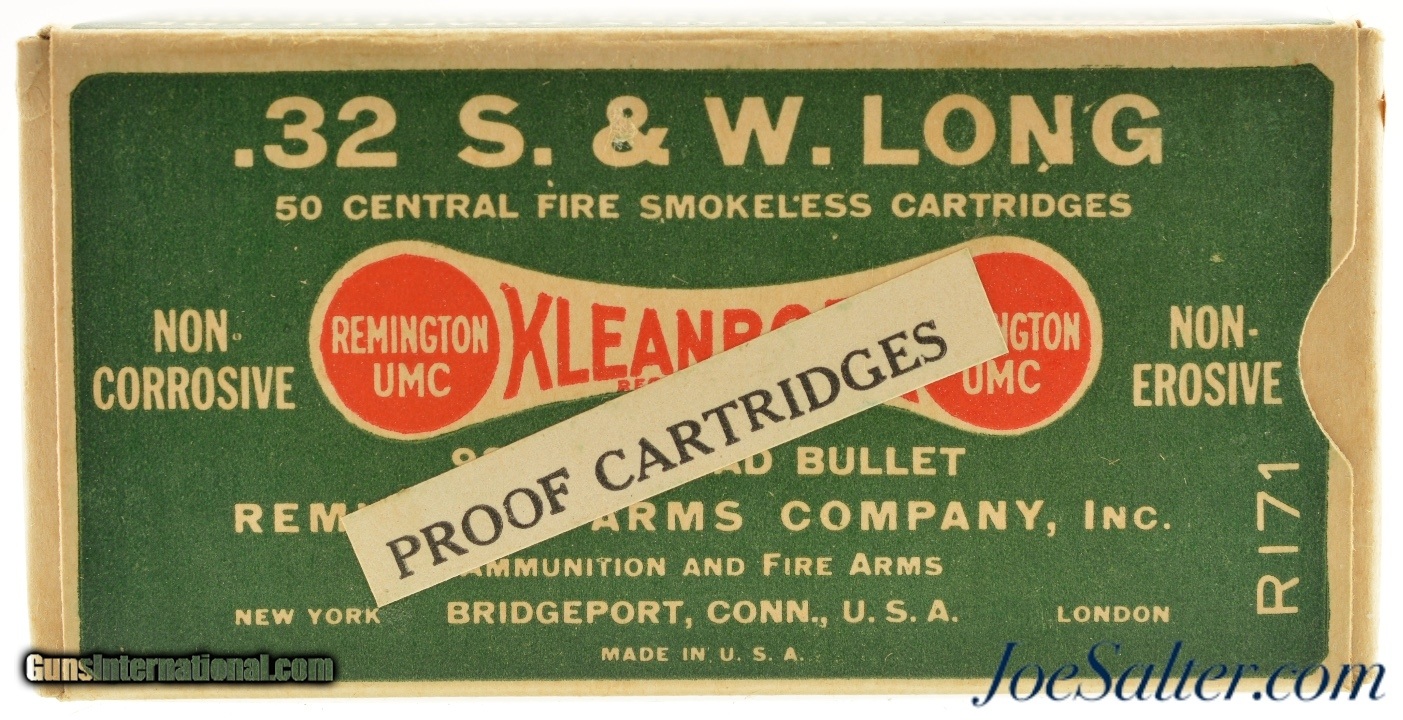 .32 S. & W. LONG
50 CENTRAL FIRE SMOKELESS CARTRIDGES
NON-
CORROSIVE
REMINGTON
UMC
KLEANBO
REG
NGTON
UMC
NON-
EROSIVE
PROOF CARTRIDGES
AD BULLET
REM ARMS COMPANY, INC.
AMMUNITION AND FIRE ARMS
NEW YORK BRIDGEPORT, CONN., U. S. A. LONDON
MADE IN U. S. A.
R171
GunsInternational.com
JoeSalter.com